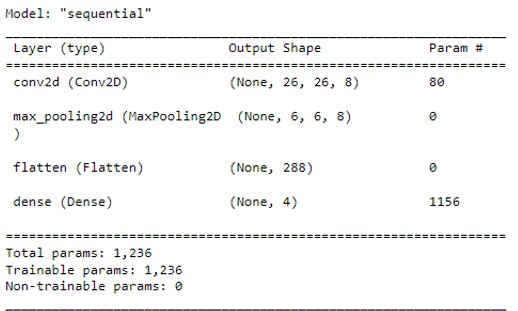 Model: "sequential"
Layer (type) Output Shape Param #
conv2d (Conv2D) (None, 26, 26, 8) 80
max_pooling2d (MaxPooling2D (None, 6, 6, 8) 0
)
flatten (Flatten) (None, 288) 0
dense (Dense) (None, 4) 1156
Total params: 1,236
Trainable params: 1,236
Non-trainable params: 0